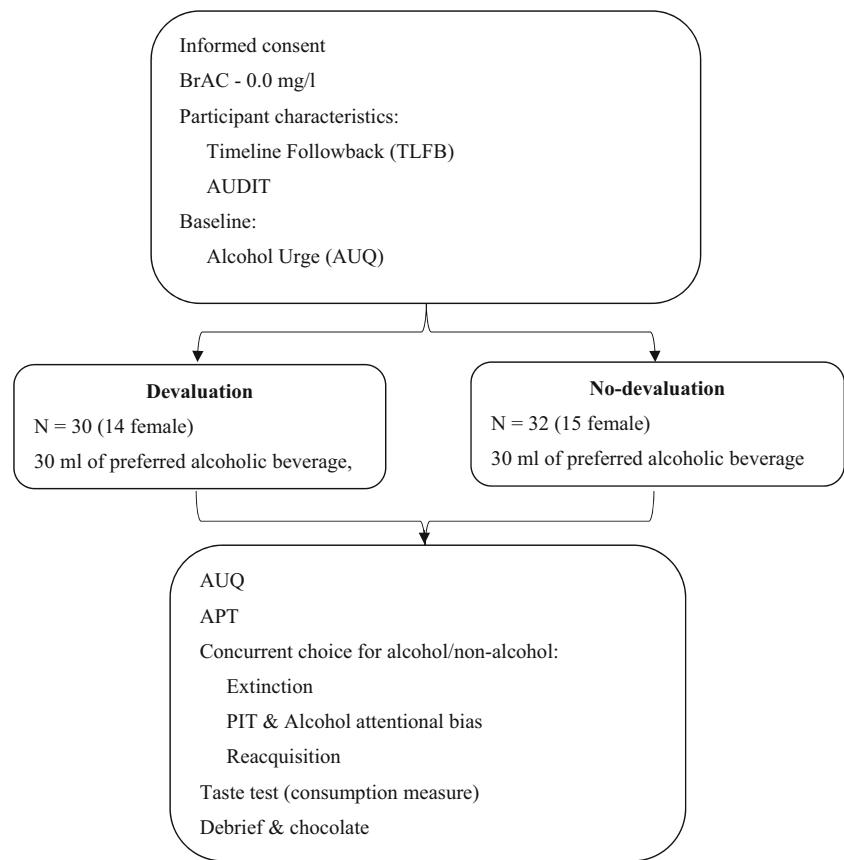 Informed consent
BrAC - 0.0 mg/l
Participant characteristics:
Timeline Followback (TLFB)
AUDIT
Baseline:
Alcohol Urge (AUQ)
Devaluation
N = 30 (14 female)
30 ml of preferred alcoholic beverage,
No-devaluation
N = 32 (15 female)
30 ml of preferred alcoholic beverage
AUQ
APT
Concurrent choice for alcohol/non-alcohol:
Extinction
PIT & Alcohol attentional bias
Reacquisition
Taste test (consumption measure)
Debrief & chocolate